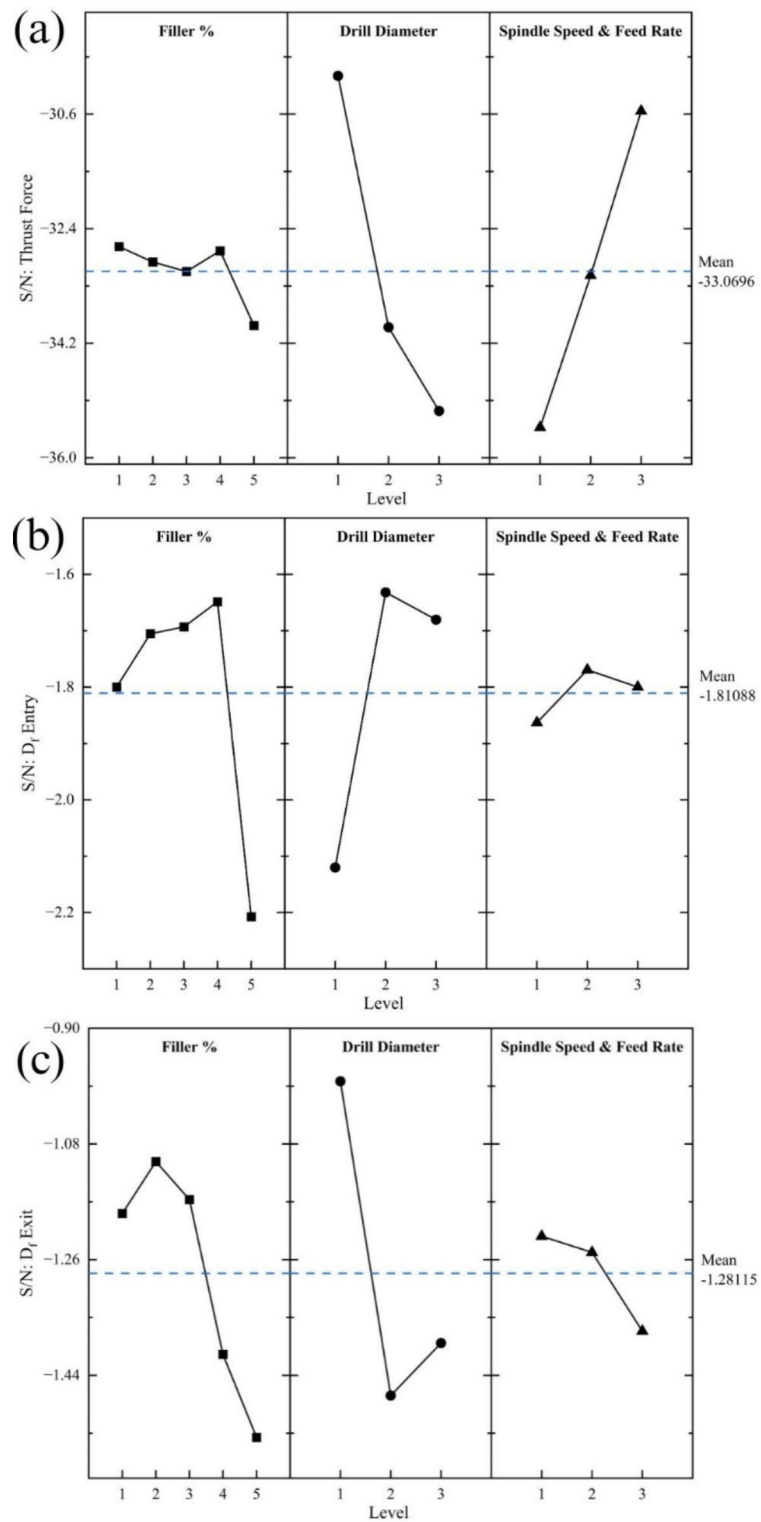 (a)
Filler % Drill Diameter Spindle Speed & Feed Rate
−30.6
−32.4
−34.2
−36.0
S/N: Thrust Force
Mean
-33.0696
1 2 3 4 5 1 2 3 1 2 3
Level
(b)
Filler % Drill Diameter Spindle Speed & Feed Rate
−1.6
−1.8
−2.0
−2.2
S/N: Df Entry
Mean
-1.81088
1 2 3 4 5 1 2 3 1 2 3
Level
(c)
Filler % Drill Diameter Spindle Speed & Feed Rate
−0.90
−1.08
−1.26
−1.44
S/N: Df Exit
Mean
-1.28115
1 2 3 4 5 1 2 3 1 2 3
Level